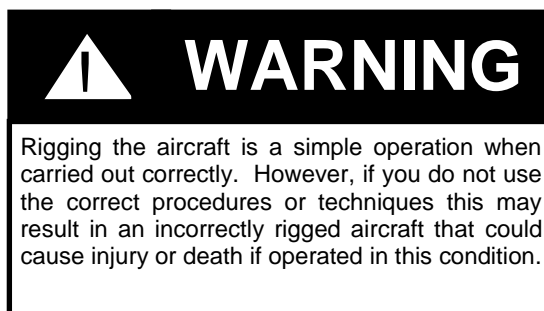 WARNING
Rigging the aircraft is a simple operation when
carried out correctly.  However, if you do not use
the correct procedures or techniques this may
result in an incorrectly rigged aircraft that could
cause injury or death if operated in this condition.